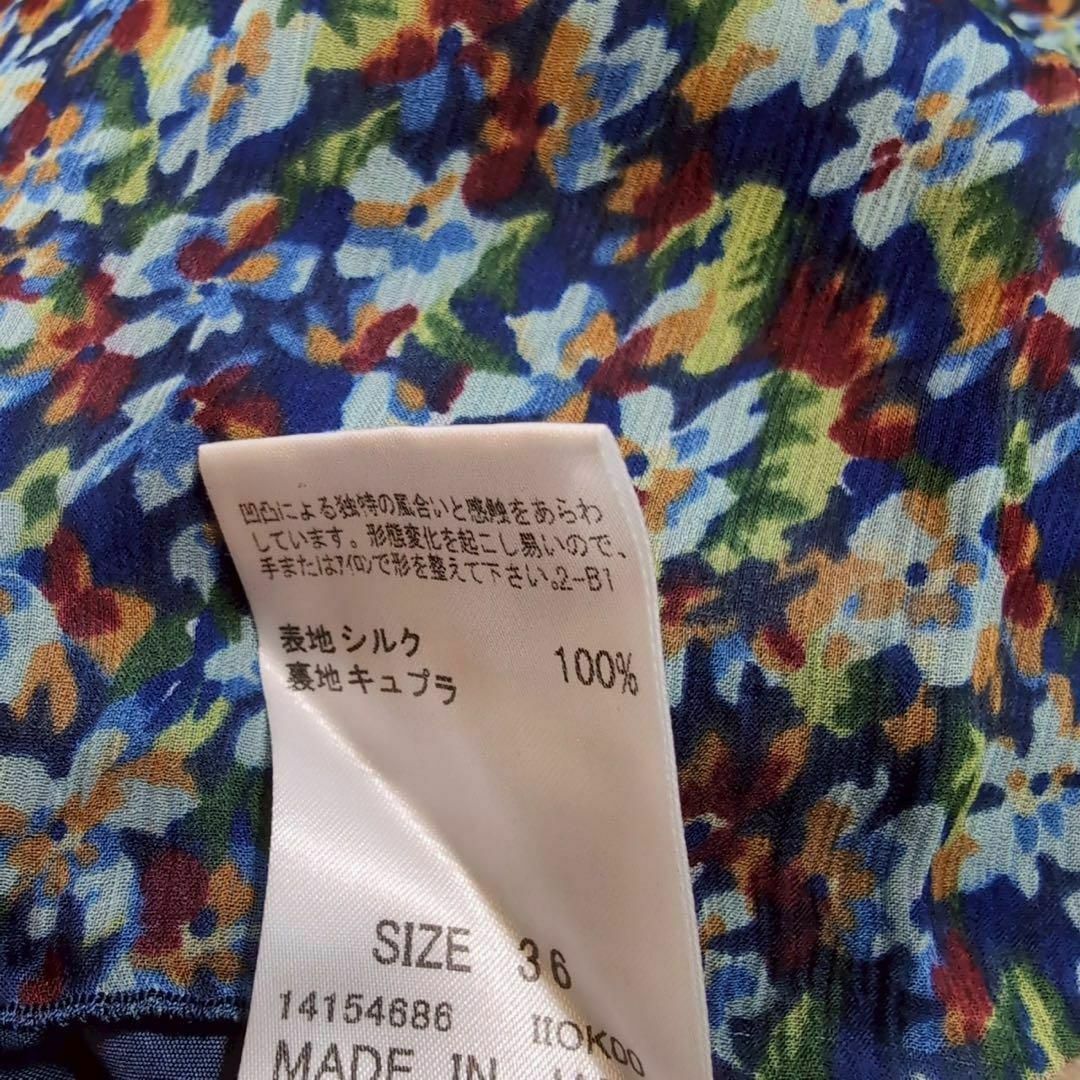 凹凸による独特の風合いと感触をあらわ
しています。形態変化を起こし易いので、
手またはアイロンで形を整えて下さい。2-B1
表地シルク 100%
裏地キュプラ
SIZE 36
14154686 IIOK00
MADE IN